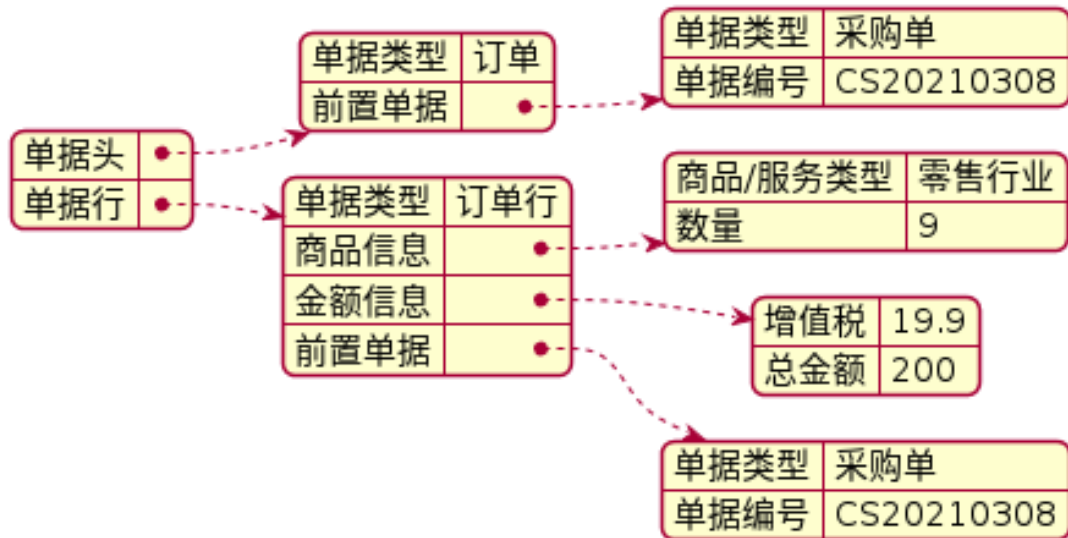 单据头
单据行
单据类型 订单
前置单据
单据类型 采购单
单据编号 CS20210308
单据类型 订单行
商品信息
金额信息
前置单据
商品/服务类型 零售行业
数量 9
增值税 19.9
总金额 200
单据类型 采购单
单据编号 CS20210308